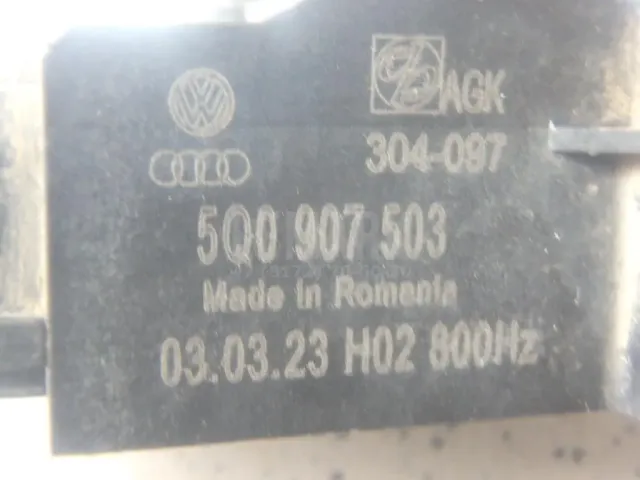 AGK
304-097
5Q0 907 503
Made in Romania
03.03.23 H02 800Hz